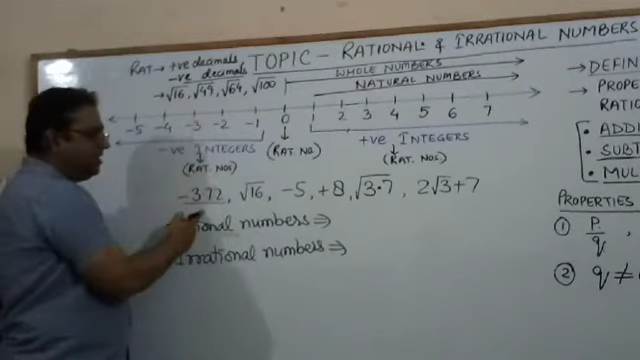 RAT → +ve decimals TOPIC - RATIONAL & IRRATIONAL NUMBERS
-ve decimals
→ √16, √49, √64, √100
WHOLE NUMBERS
NATURAL NUMBERS
-5 -4 -3 -2 -1 0 1 2 3 4 5 6 7
-ve INTEGERS
(RAT. NOS)
(RAT. NO.)
+ve INTEGERS
(RAT. NOS)
-3.72, √16, -5, +8, √3.7, 2√3+7
ional numbers ⇒
Irrational numbers ⇒
→ DEFIN
→ PROPE
RATIO
• ADDI
• SUBT
• MUL
PROPERTIES
① P/q ,
② q ≠